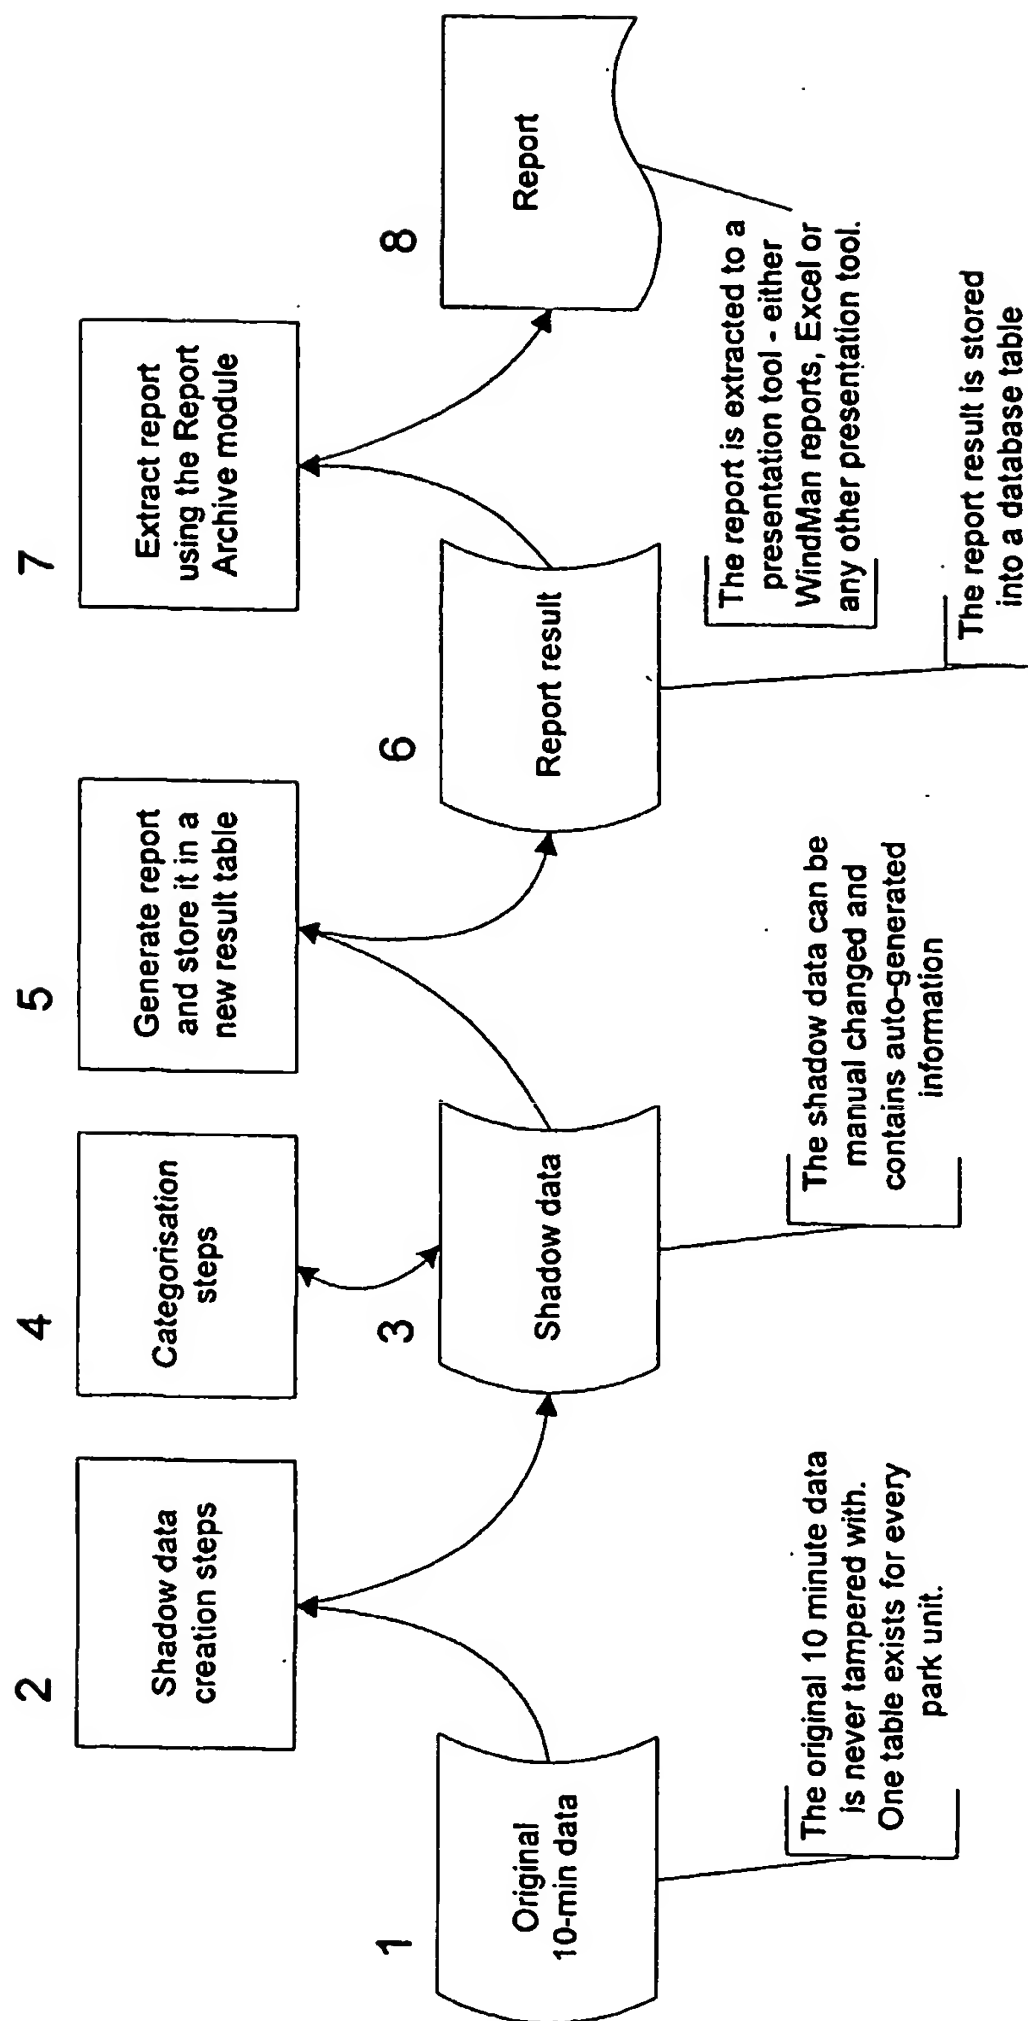 2
Shadow data
creation steps
4
Categorisation
steps
5
Generate report
and store it in a
new result table
7
Extract report
using the Report
Archive module
1
Original
10-min data
3
Shadow data
6
Report result
8
Report
The original 10 minute data
is never tampered with.
One table exists for every
park unit.
The shadow data can be
manual changed and
contains auto-generated
information
The report result is stored
into a database table
The report is extracted to a
presentation tool - either
WindMan reports, Excel or
any other presentation tool.